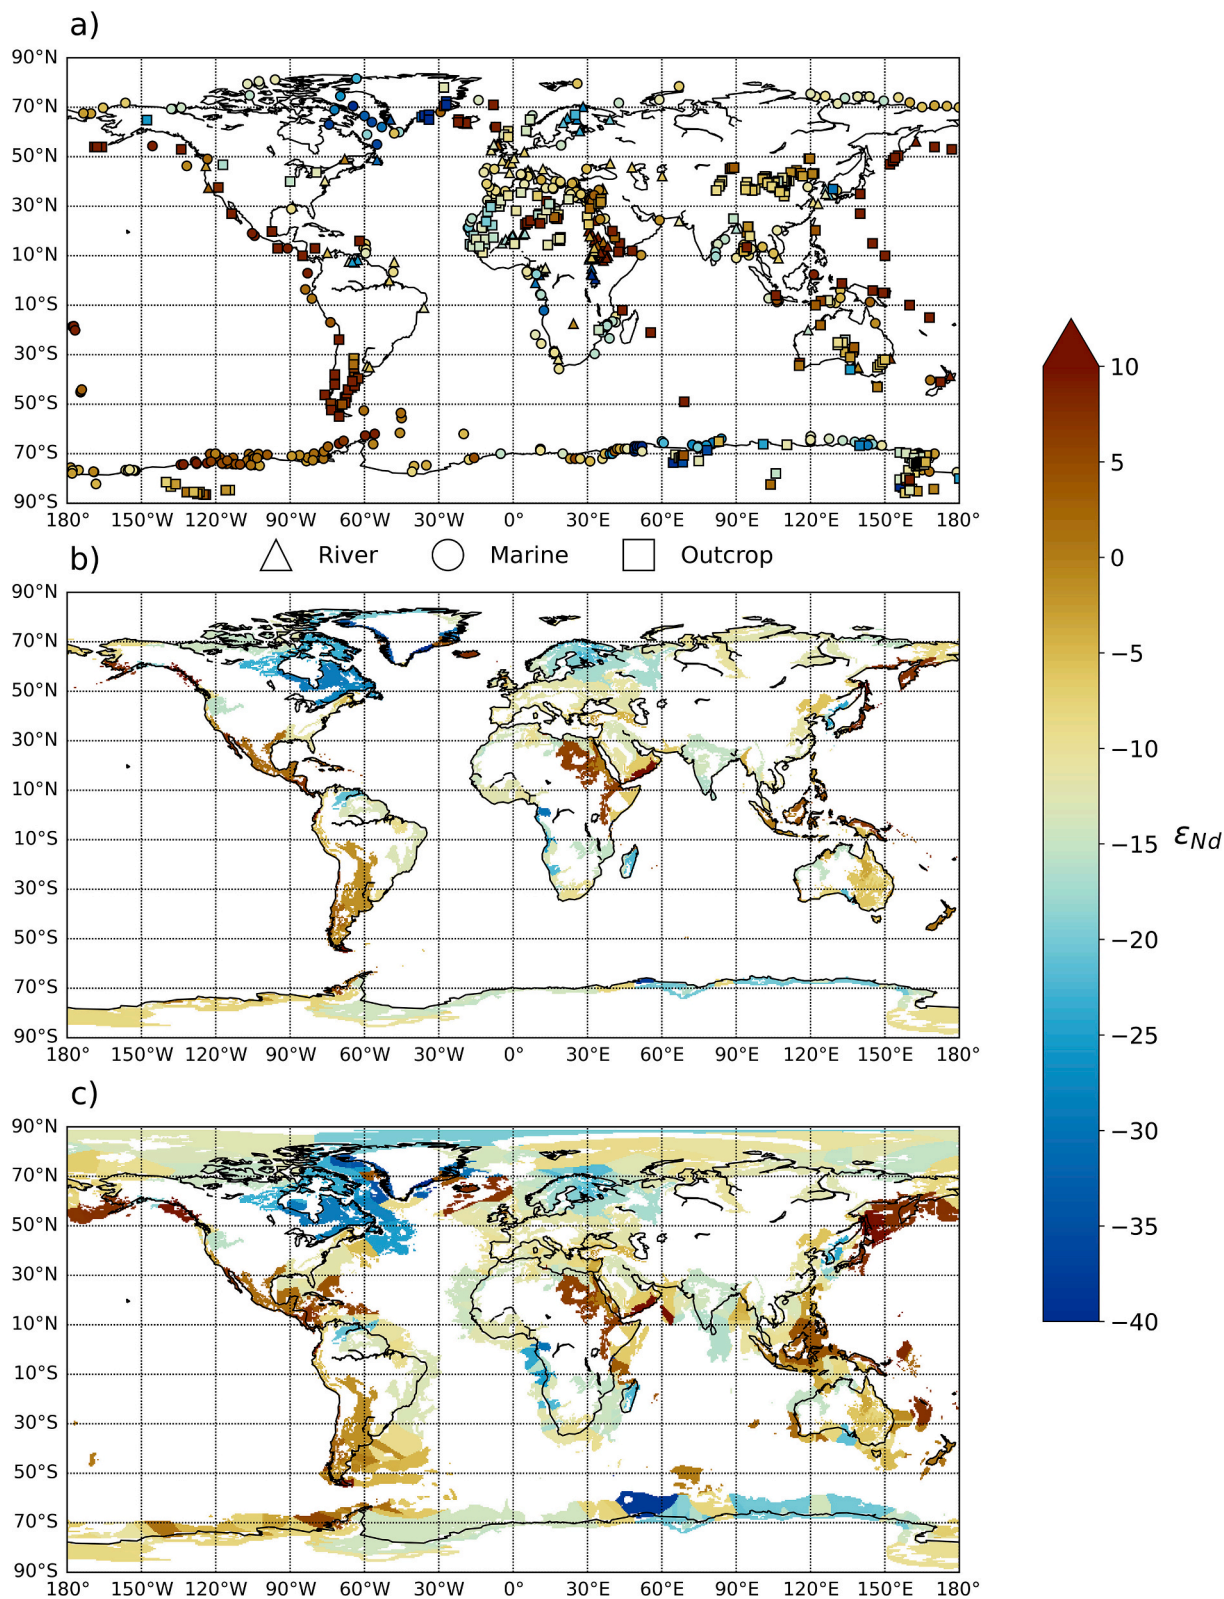 a)
90°N
70°N
50°N
30°N
10°N
10°S
30°S
50°S
70°S
90°S
180° 150°W 120°W 90°W 60°W 30°W 0° 30°E 60°E 90°E 120°E 150°E 180°
River Marine Outcrop
b)
90°N
70°N
50°N
30°N
10°N
10°S
30°S
50°S
70°S
90°S
180° 150°W 120°W 90°W 60°W 30°W 0° 30°E 60°E 90°E 120°E 150°E 180°
c)
90°N
70°N
50°N
30°N
10°N
10°S
30°S
50°S
70°S
90°S
180° 150°W 120°W 90°W 60°W 30°W 0° 30°E 60°E 90°E 120°E 150°E 180°
10
5
0
−5
−10
−15
−20
−25
−30
−35
−40
εNd